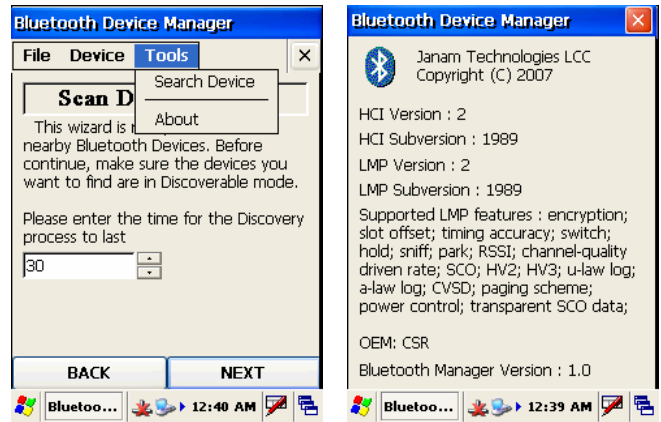 Bluetooth Device Manager
File Device Tools
Search Device
About
Scan D
This wizard is
nearby Bluetooth Devices. Before
continue, make sure the devices you
want to find are in Discoverable mode.
Please enter the time for the Discovery
process to last
30
BACK NEXT
Bluetoo... 12:40 AM
Bluetooth Device Manager
Janam Technologies LCC
Copyright (C) 2007
HCI Version : 2
HCI Subversion : 1989
LMP Version : 2
LMP Subversion : 1989
Supported LMP features : encryption;
slot offset; timing accuracy; switch;
hold; sniff; park; RSSI; channel-quality
driven rate; SCO; HV2; HV3; u-law log;
a-law log; CVSD; paging scheme;
power control; transparent SCO data;
OEM: CSR
Bluetooth Manager Version : 1.0
Bluetoo... 12:39 AM